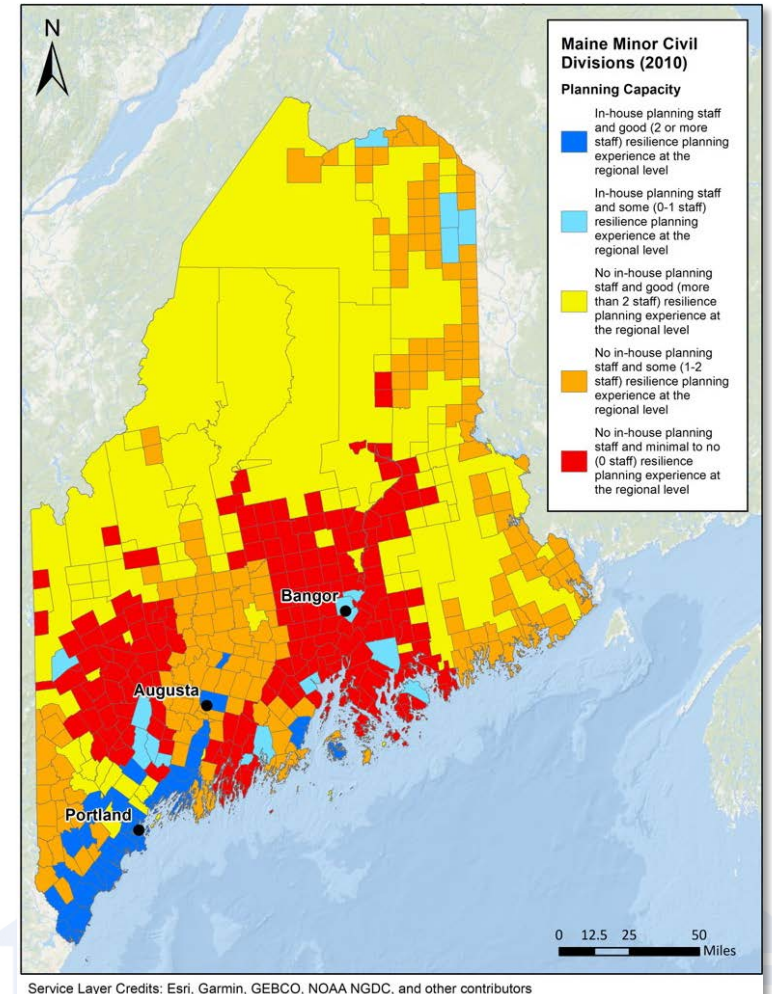 N
Maine Minor Civil
Divisions (2010)
Planning Capacity
In-house planning staff
and good (2 or more
staff) resilience planning
experience at the
regional level
In-house planning staff
and some (0-1 staff)
resilience planning
experience at the
regional level
No in-house planning
staff and good (more
than 2 staff) resilience
planning experience at
the regional level
No in-house planning
staff and some (1-2
staff) resilience planning
experience at the
regional level
No in-house planning
staff and minimal to no
(0 staff) resilience
planning experience at
the regional level
Bangor
Augusta
Portland
0 12.5 25 50
Miles
Service Layer Credits: Esri, Garmin, GEBCO, NOAA NGDC, and other contributors